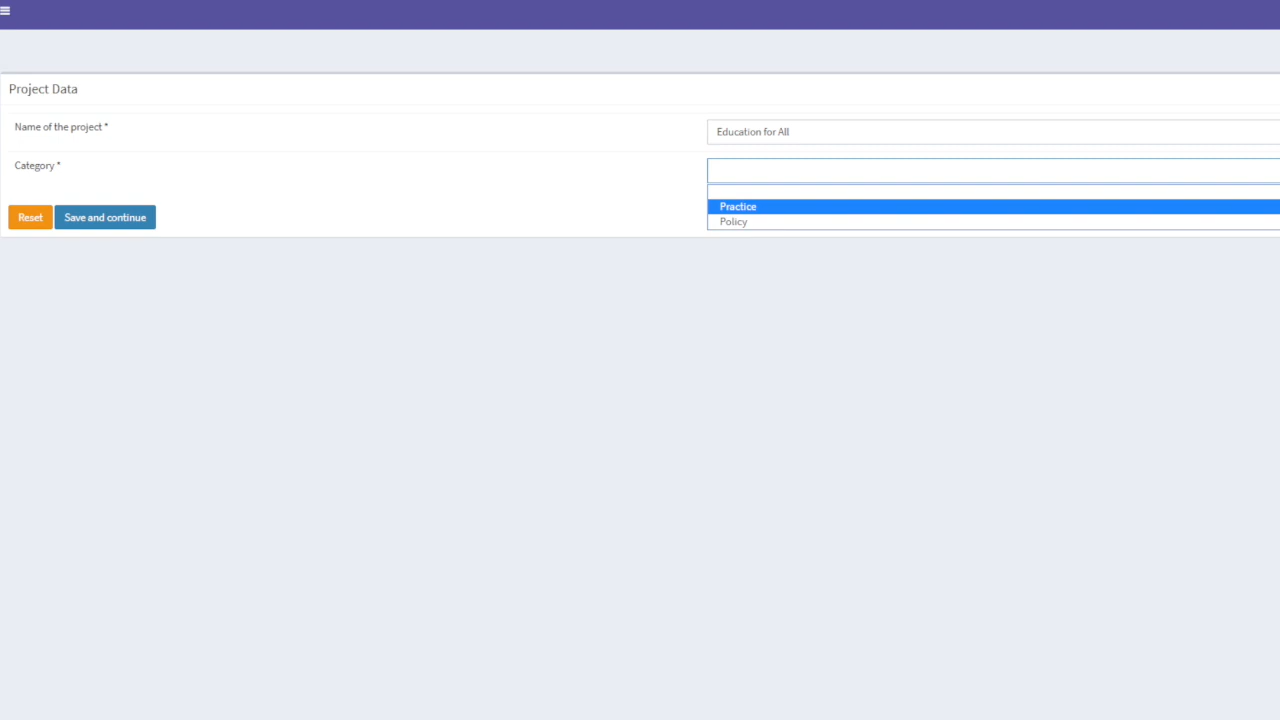 Project Data
Name of the project *
Education for All
Category *
Practice
Policy
Reset
Save and continue